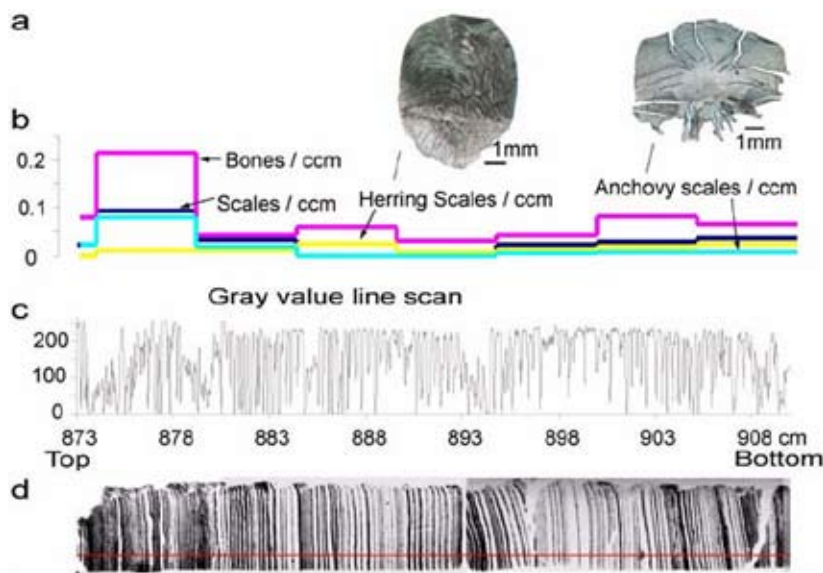 a
1mm
1mm
b
0.2
Bones / ccm
Scales / ccm
Herring Scales / ccm
Anchovy scales / ccm
0.1
0
Gray value line scan
c
200
100
0
873 878 883 888 893 898 903 908 cm
Top Bottom
d